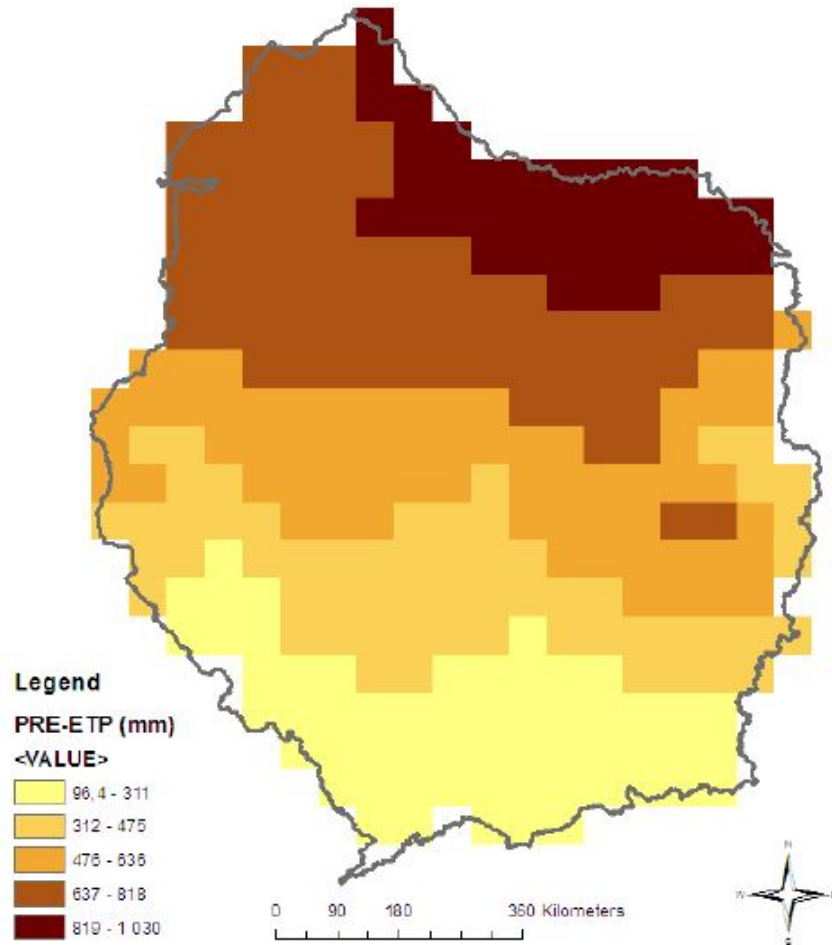 Legend
PRE-ETP (mm)
<VALUE>
96,4 - 311
312 - 475
476 - 636
637 - 818
819 - 1 030
0 90 180 360 Kilometers
N
W
S